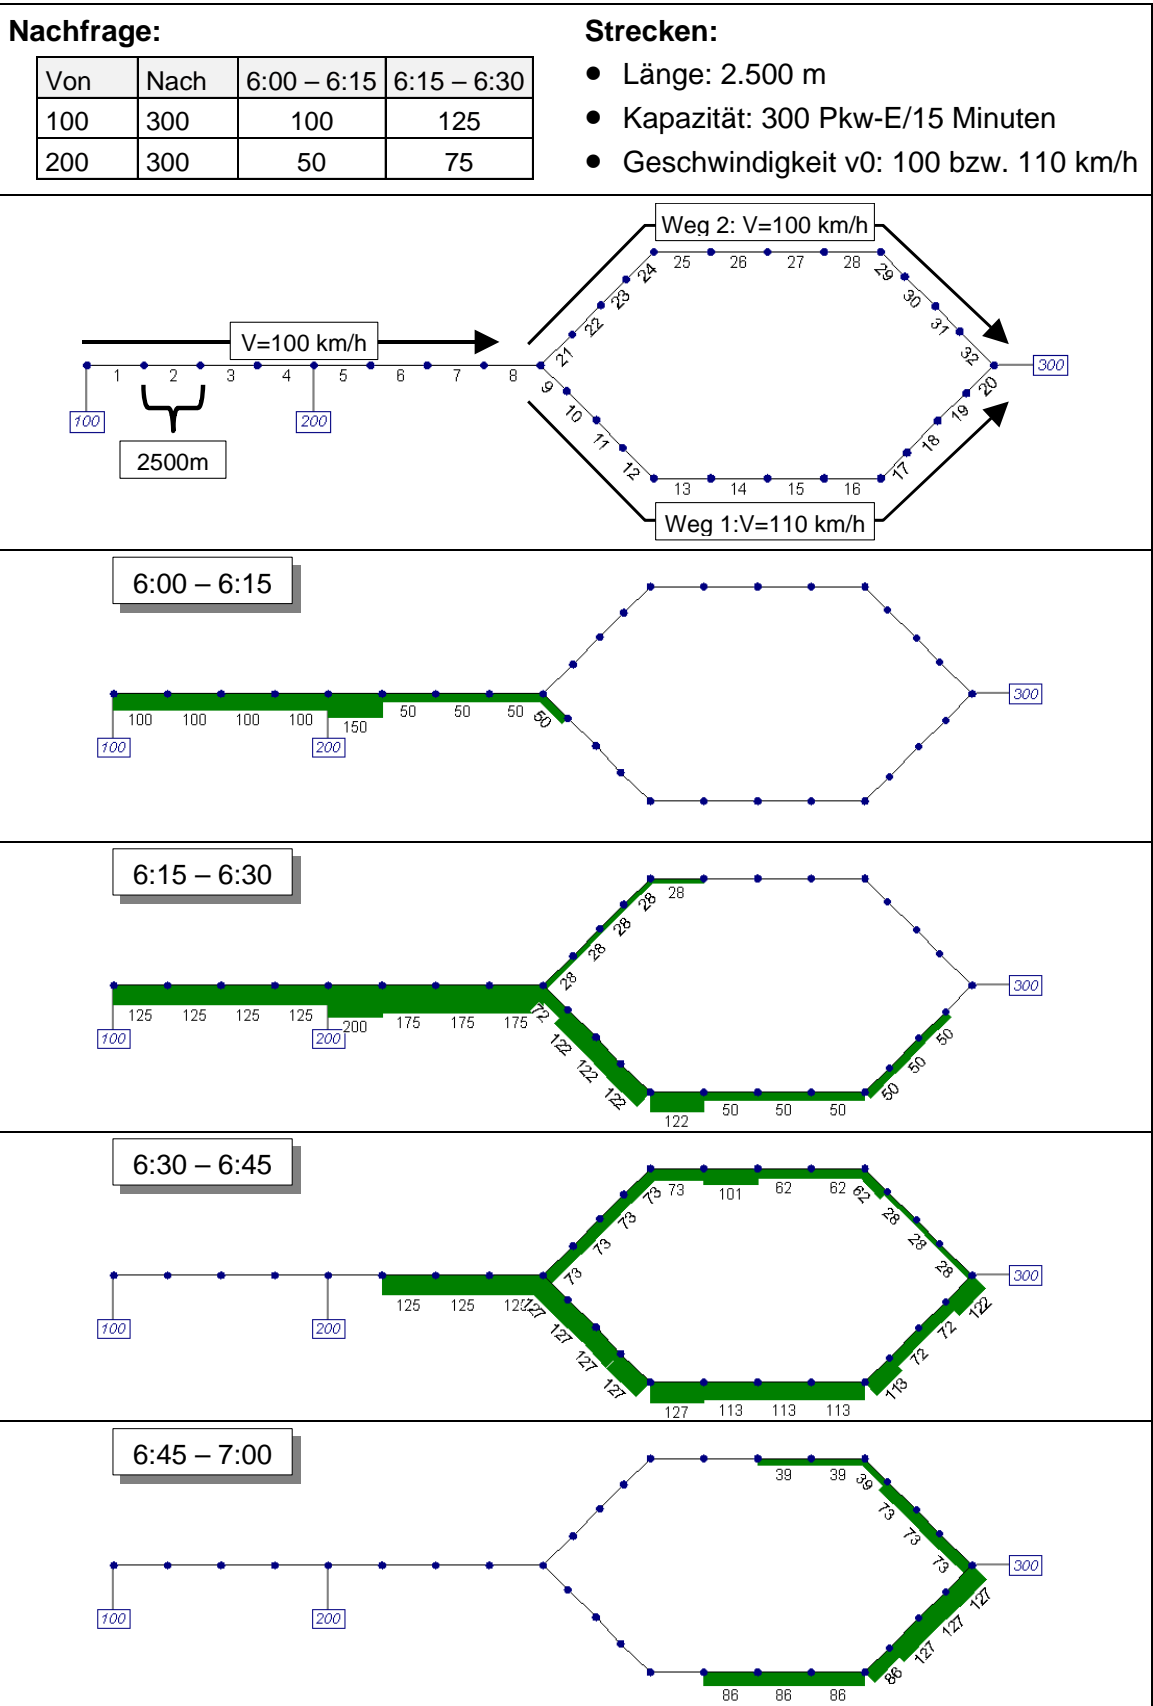 Nachfrage:
Von Nach 6:00 – 6:15 6:15 – 6:30
100 300 100 125
200 300 50 75
Strecken:
● Länge: 2.500 m
● Kapazität: 300 Pkw-E/15 Minuten
● Geschwindigkeit v0: 100 bzw. 110 km/h
Weg 2: V=100 km/h
25 26 27 28
24 29
23 30
22 31
21 32
V=100 km/h
1 2 3 4 5 6 7 8
300
100 200
2500m
9 20
10 19
11 18
12 17
13 14 15 16
Weg 1:V=110 km/h
6:00 – 6:15
300
100 100 100 100 150 50 50 50 50
100 200
6:15 – 6:30
28
28
28
28
28
300
125 125 125 125 200 175 175 175 72
100 200
122 50
122 50
122 50
122 50 50 50
6:30 – 6:45
73 101 62 62 62
73 28
73 28
73 28
73
300
125 125 125 127 122
100 200
127 72
127 72
127 113
127 113 113 113
6:45 – 7:00
39 39 39
73
73
73
300
100 200
127
127
127
86
86 86 86